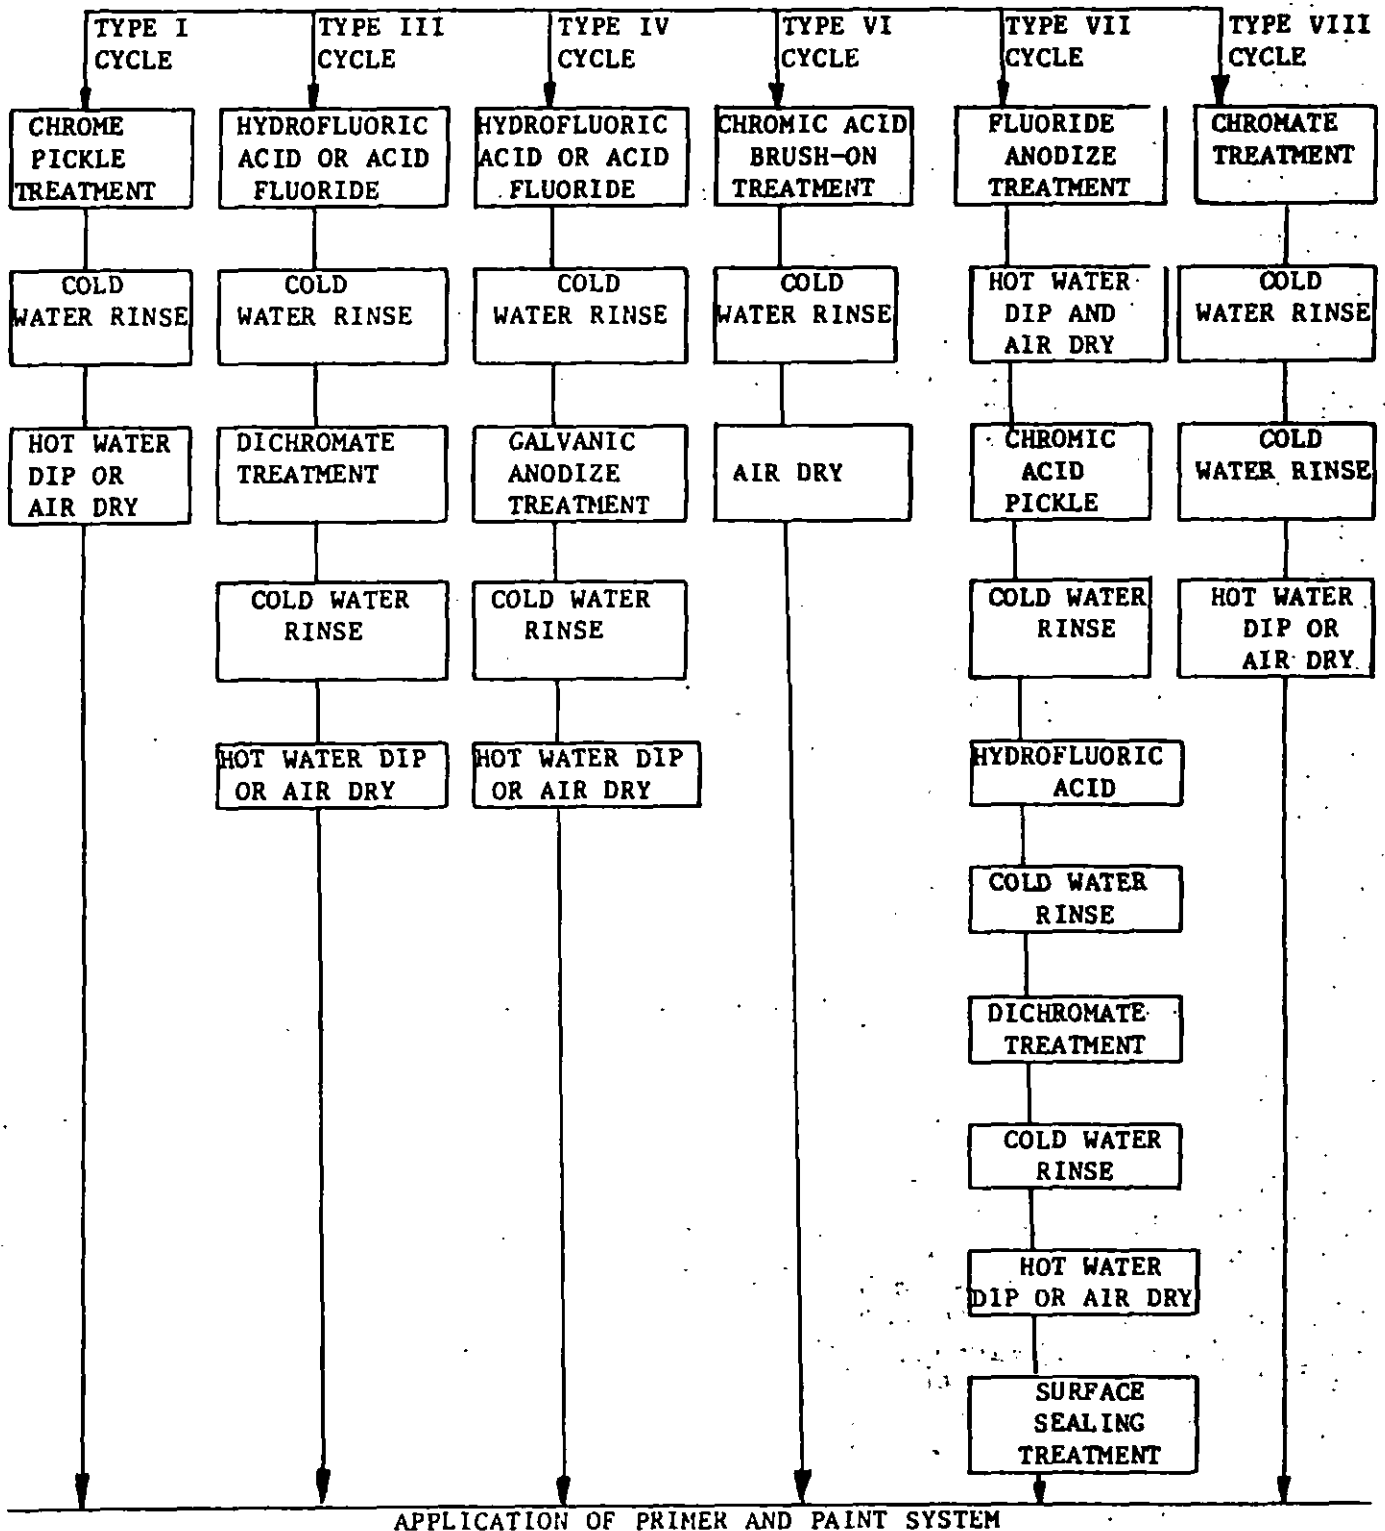 TYPE I
CYCLE
CHROME
PICKLE
TREATMENT
COLD
WATER RINSE
HOT WATER
DIP OR
AIR DRY
TYPE III
CYCLE
HYDROFLUORIC
ACID OR ACID
FLUORIDE
COLD
WATER RINSE
DICHROMATE
TREATMENT
COLD WATER
RINSE
HOT WATER DIP
OR AIR DRY
TYPE IV
CYCLE
HYDROFLUORIC
ACID OR ACID
FLUORIDE
COLD
WATER RINSE
GALVANIC
ANODIZE
TREATMENT
COLD WATER
RINSE
HOT WATER DIP
OR AIR DRY
TYPE VI
CYCLE
CHROMIC ACID
BRUSH-ON
TREATMENT
COLD
WATER RINSE
AIR DRY
TYPE VII
CYCLE
FLUORIDE
ANODIZE
TREATMENT
HOT WATER
DIP AND
AIR DRY
CHROMIC
ACID
PICKLE
COLD WATER
RINSE
HYDROFLUORIC
ACID
COLD WATER
RINSE
DICHROMATE
TREATMENT
COLD WATER
RINSE
HOT WATER
DIP OR AIR DRY
SURFACE
SEALING
TREATMENT
TYPE VIII
CYCLE
CHROMATE
TREATMENT
COLD
WATER RINSE
COLD
WATER RINSE
HOT WATER
DIP OR
AIR DRY
APPLICATION OF PRIMER AND PAINT SYSTEM